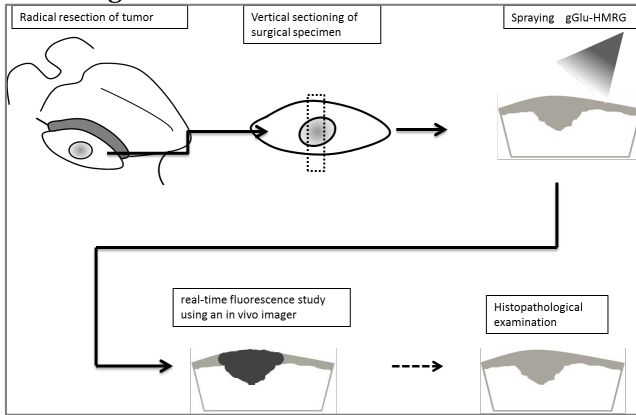 Radical resection of tumor
Vertical sectioning of
surgical specimen
Spraying gGlu-HMRG
real-time fluorescence study
using an in vivo imager
Histopathological
examination